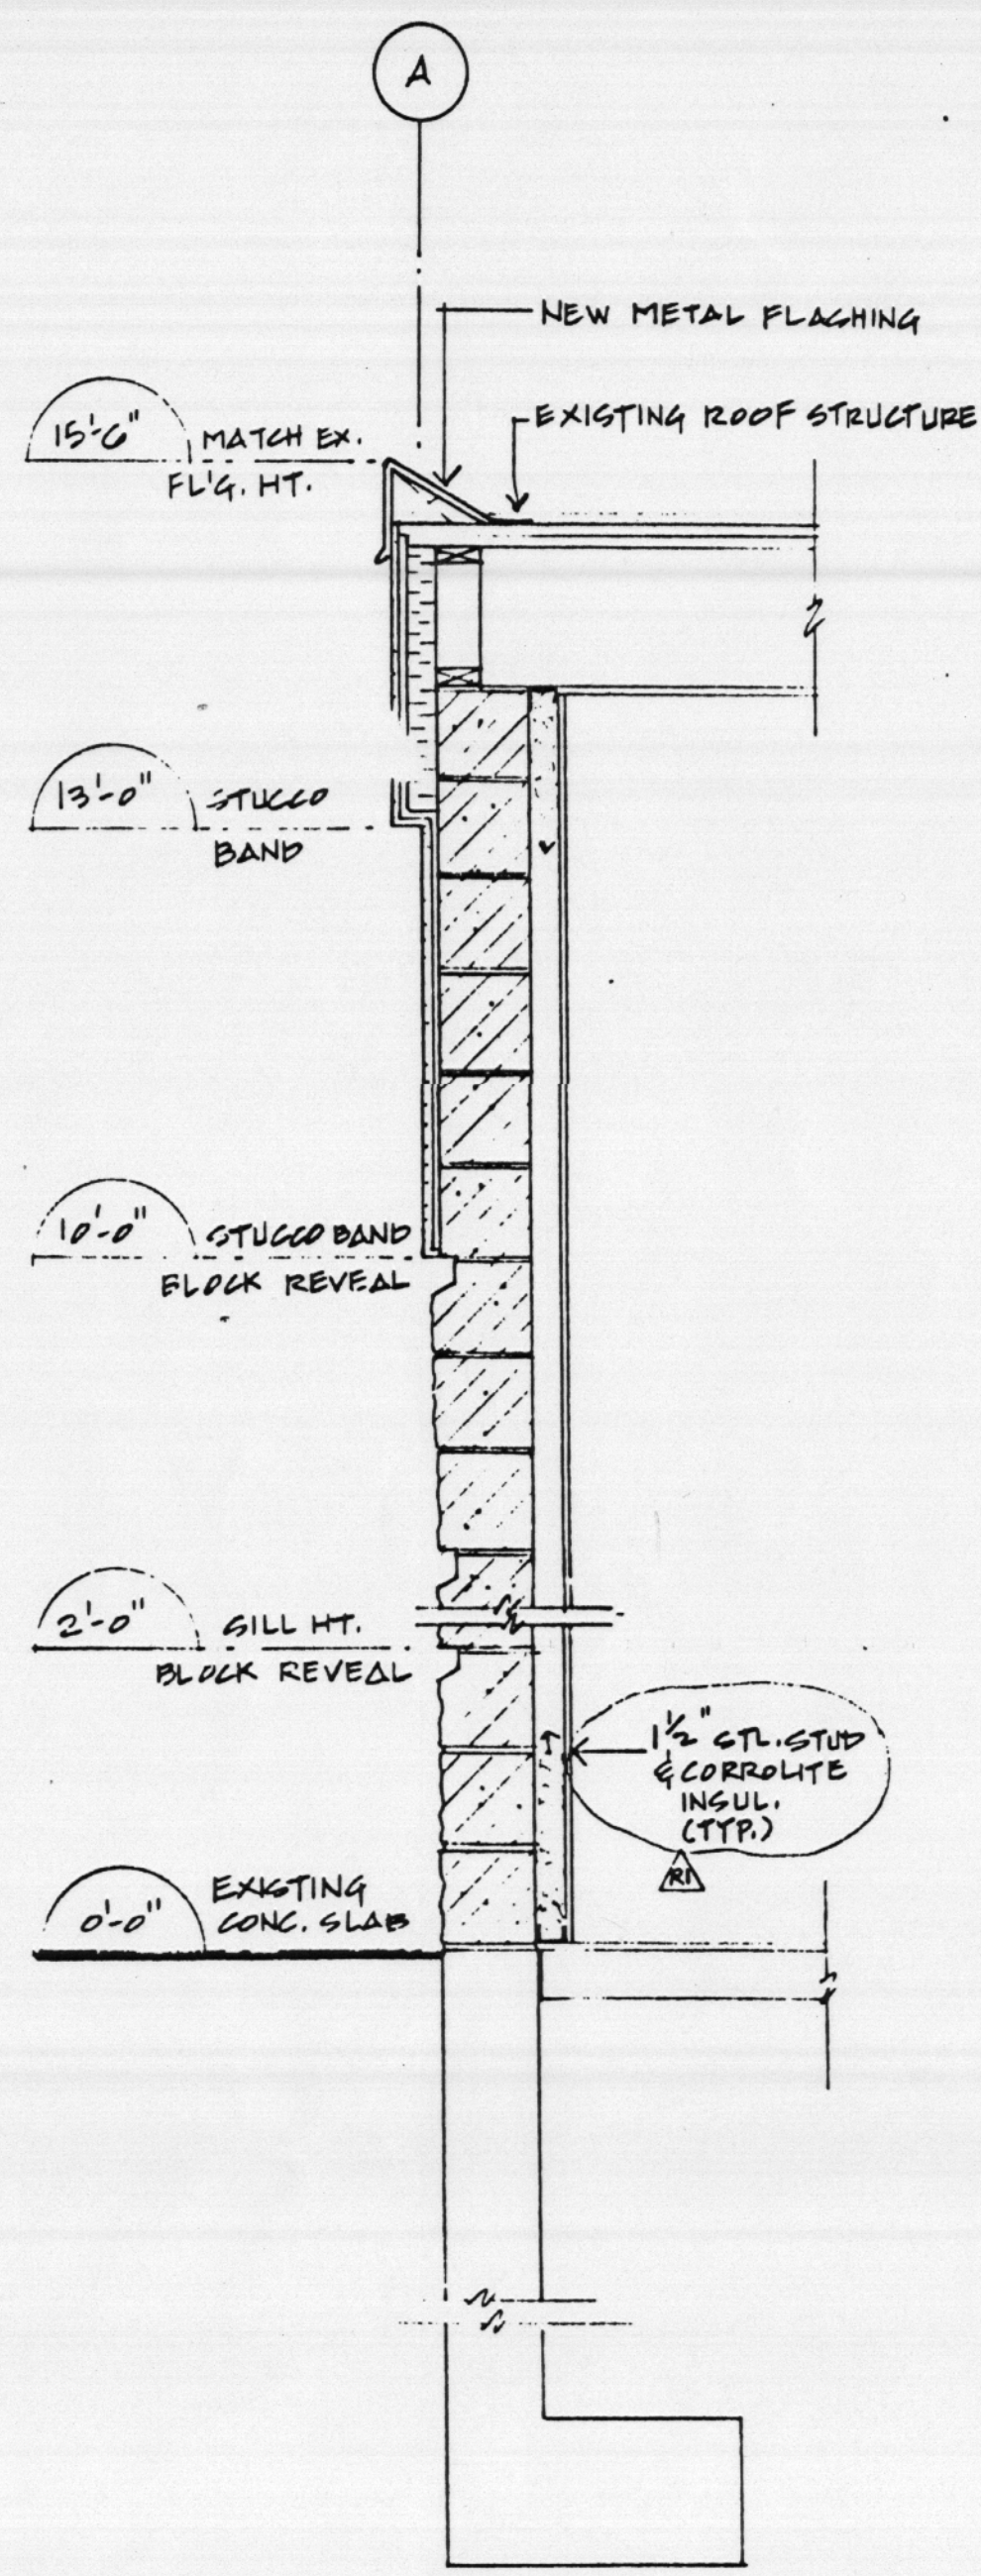 A
NEW METAL FLASHING
EXISTING ROOF STRUCTURE
15'-6"
MATCH EX.
FL'G. HT.
13'-0"
STUCCO
BAND
10'-0"
STUCCO BAND
BLOCK REVEAL
2'-0"
SILL HT.
BLOCK REVEAL
1 1/2" STL. STUD
& CORROLITE
INSUL.
(TYP.)
R1
0'-0"
EXISTING
CONC. SLAB